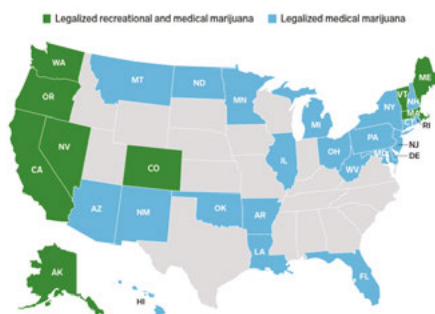 Legalized recreational and medical marijuana Legalized medical marijuana
WA
ME
MT ND
VT
OR MN NH
NY MA
MI CT RI
NV PA
OH NJ
IL MD DE
CA CO WV
AZ NM OK AR
LA
AK FL
HI